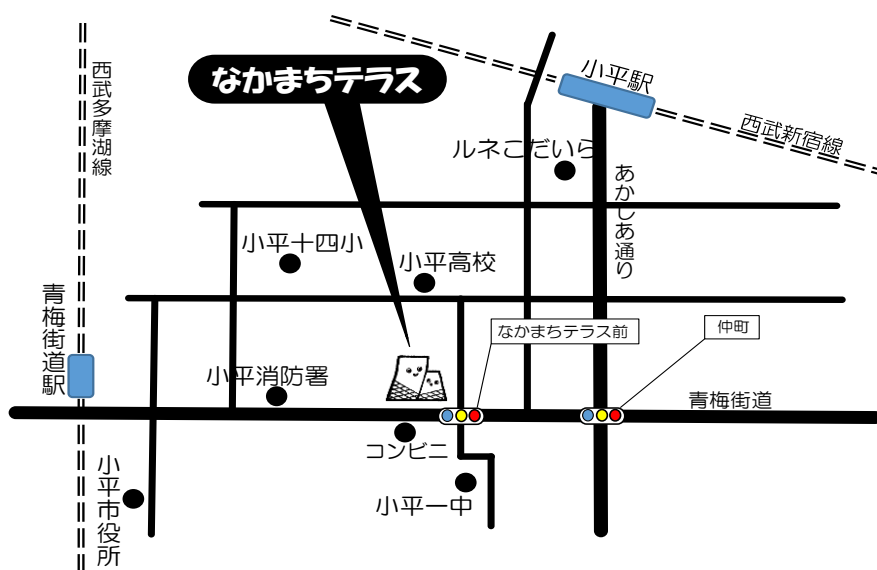 西武多摩湖線
なかまちテラス
小平駅
西武新宿線
ルネこだいら
あかしあ通り
小平十四小
小平高校
青梅街道駅
なかまちテラス前
仲町
小平消防署
青梅街道
コンビニ
小平市役所
小平一中